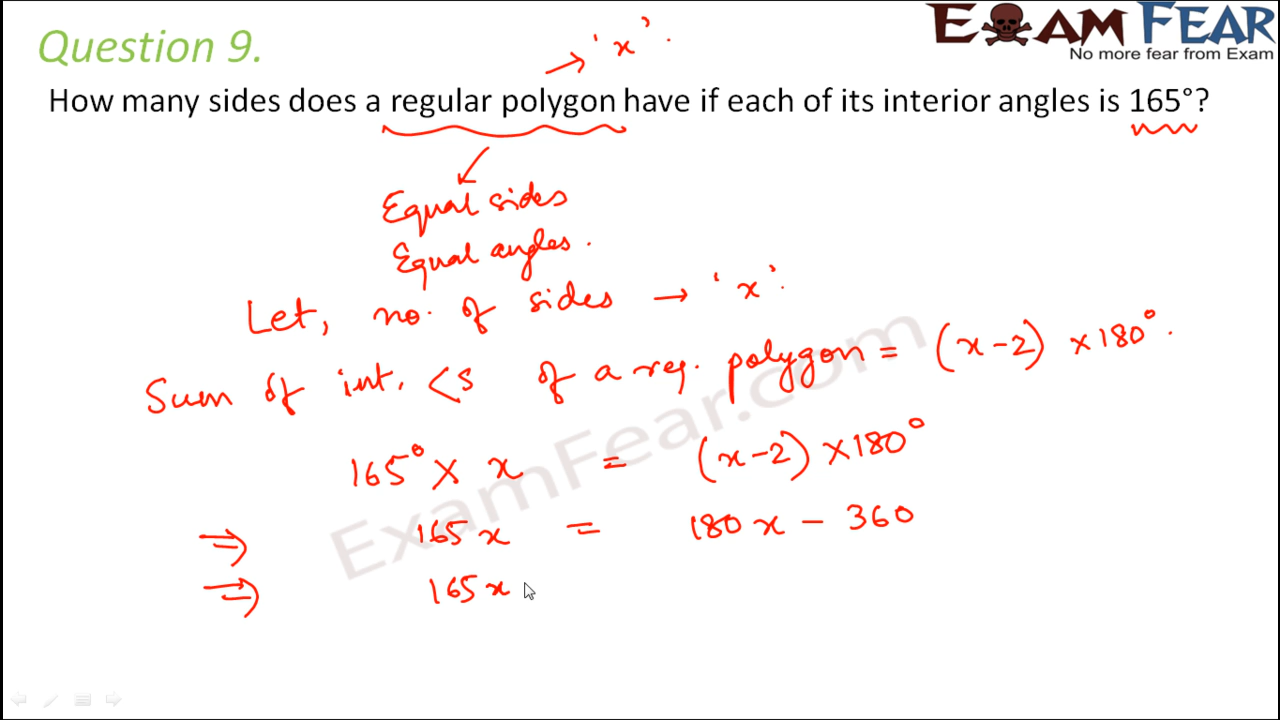 Question 9.
→ 'x'.
EXAM FEAR
No more fear from Exam
How many sides does a regular polygon have if each of its interior angles is 165°?
Equal sides
Equal angles.
Let, no. of sides → 'x'.
Sum of int. <s of a reg. polygon = (x-2) ×180°.
165° × x = (x-2) ×180°
⇒ 165x = 180x - 360
⇒ 165x
ExamFear.com